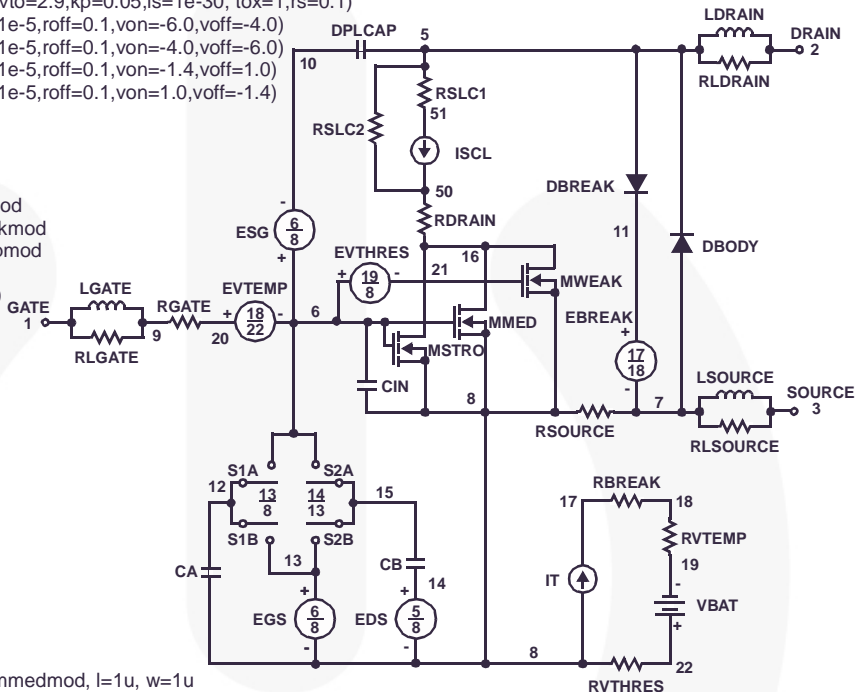 vto=2.9,kp=0.05,is=1e-30, tox=1,rs=0.1)
1e-5,roff=0.1,von=-6.0,voff=-4.0)
1e-5,roff=0.1,von=-4.0,voff=-6.0)
1e-5,roff=0.1,von=-1.4,voff=1.0)
1e-5,roff=0.1,von=1.0,voff=-1.4)
DPLCAP
5
10
LDRAIN
DRAIN
2
RLDRAIN
RSLC1
51
RSLC2
ISCL
50
RDRAIN
DBREAK
11
DBODY
od
kmod
omod
)
ESG
-
6
8
+
EVTHRES
+
19
8
-
21
16
MWEAK
GATE
1
LGATE
RLGATE
9
RGATE
20
EVTEMP
+
18
22
-
6
MMED
MSTRO
CIN
EBREAK
+
17
18
-
8
RSOURCE
7
LSOURCE
SOURCE
3
RLSOURCE
S1A
S2A
12
13
8
14
13
15
S1B
S2B
13
CA
CB
14
EGS
+
6
8
-
EDS
+
5
8
-
RBREAK
17
18
RVTEMP
19
IT
-
VBAT
+
8
22
RVTHRES
mmedmod, l=1u, w=1u